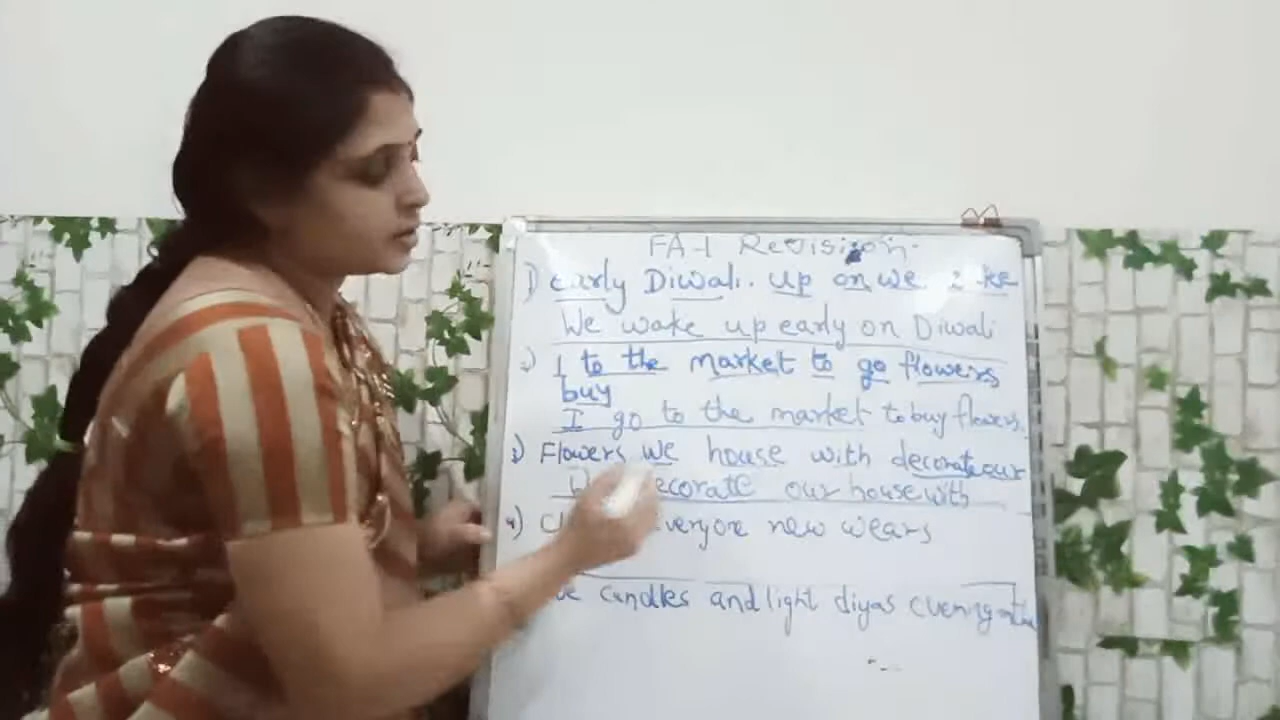 FA-1 Revision.
1) early Diwali. up on we ke
We wake up early on Diwali
2) I to the market to go flowers
buy
I go to the market to buy flowers.
3) Flowers we house with decorate our
decorate our house with
4) everyone new wears
candles and light diyas evening